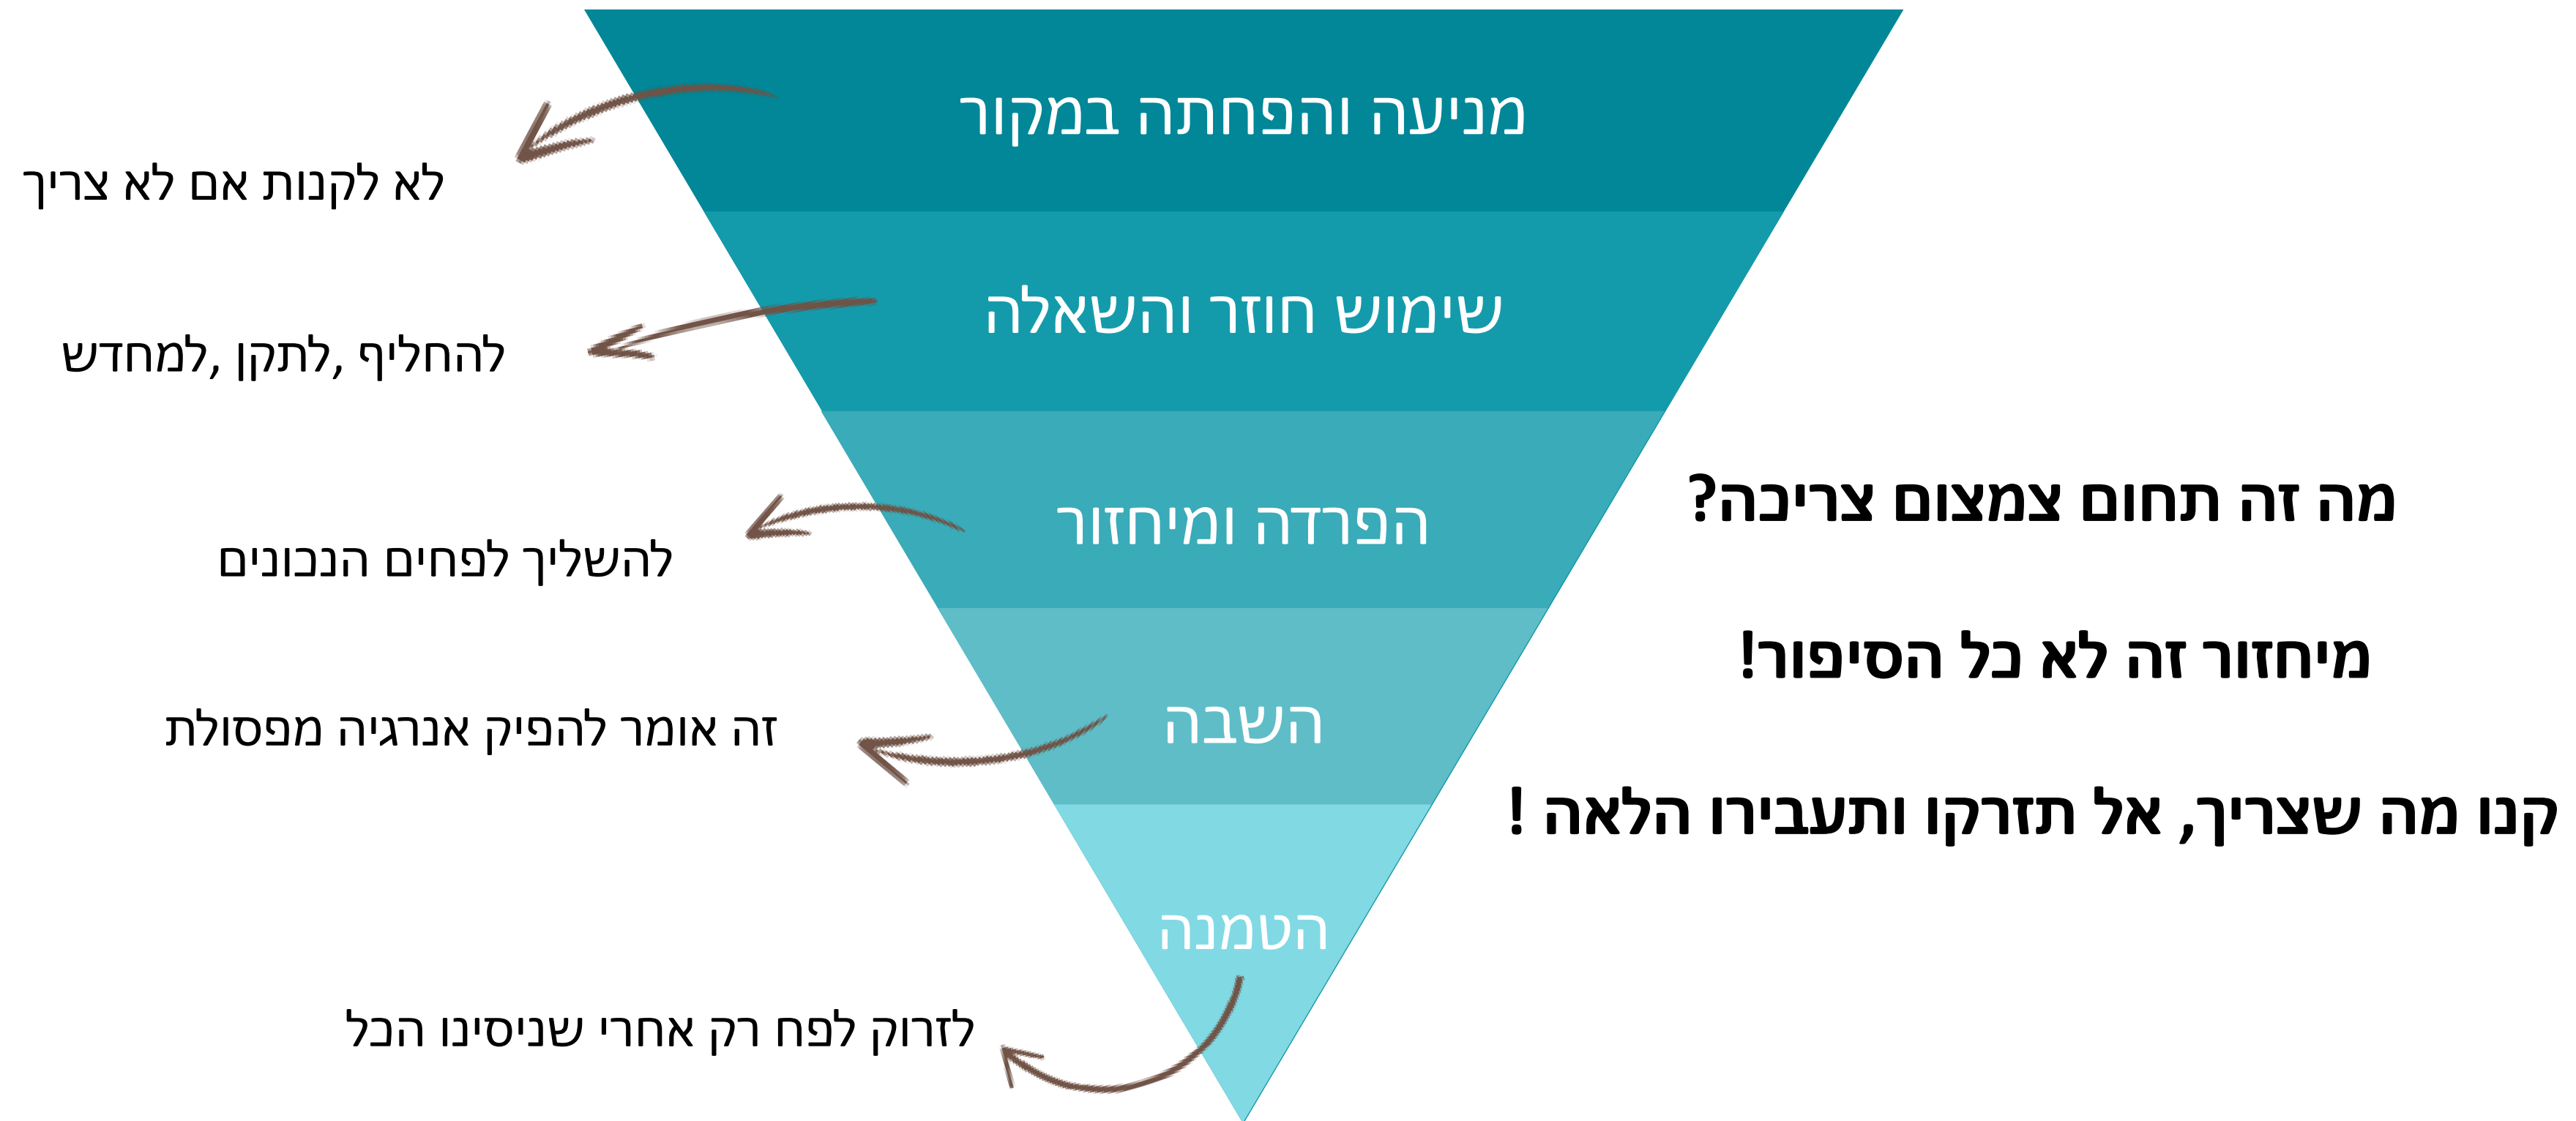 מניעה והפחתה במקור
לא לקנות אם לא צריך
שימוש חוזר והשאלה
להחליף ,לתקן ,למחדש
הפרדה ומיחזור
להשליך לפחים הנכונים
השבה
זה אומר להפיק אנרגיה מפסולת
הטמנה
לזרוק לפח רק אחרי שניסינו הכל
מה זה תחום צמצום צריכה?
מיחזור זה לא כל הסיפור!
קנו מה שצריך, אל תזרקו ותעבירו הלאה !